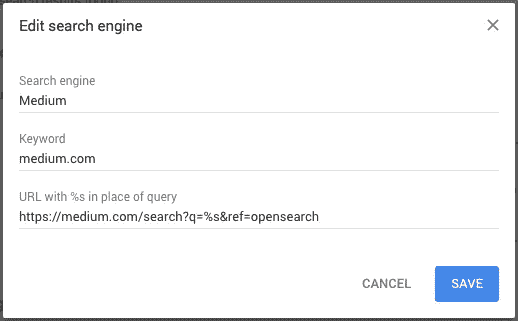 Edit search engine
Search engine
Medium
Keyword
medium.com
URL with %s in place of query
https://medium.com/search?q=%s&ref=opensearch
CANCEL
SAVE